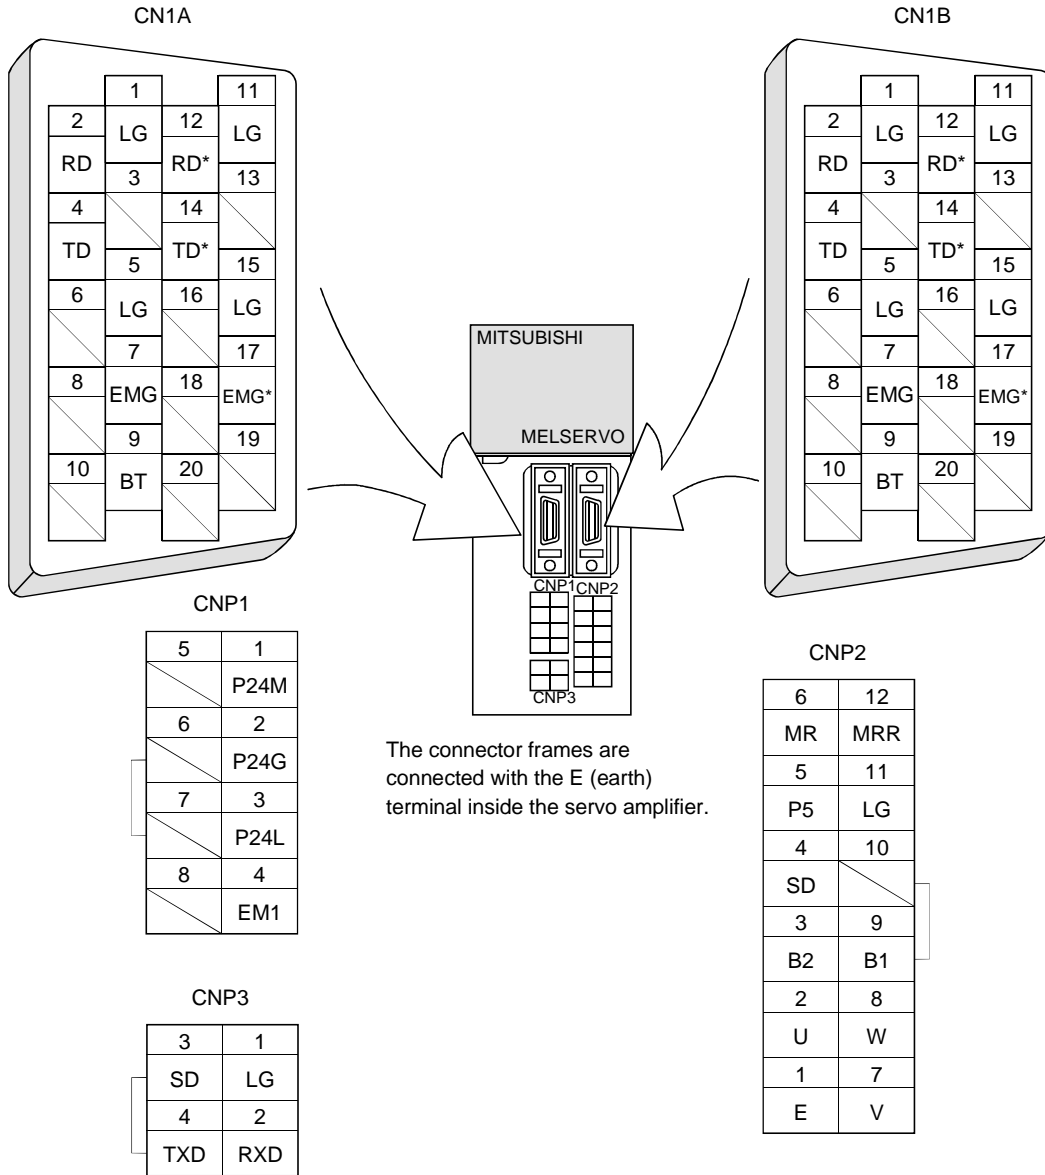 CN1A
1 11
2 LG 12 LG
RD 3 RD* 13
4 14
TD 5 TD* 15
6 LG 16 LG
7 17
8 EMG 18 EMG*
9 19
10 BT 20
CN1B
1 11
2 LG 12 LG
RD 3 RD* 13
4 14
TD 5 TD* 15
6 LG 16 LG
7 17
8 EMG 18 EMG*
9 19
10 BT 20
MITSUBISHI
MELSERVO
CNP1 CNP2
CNP3
The connector frames are
connected with the E (earth)
terminal inside the servo amplifier.
CNP1
5 1
P24M
6 2
P24G
7 3
P24L
8 4
EM1
CNP3
3 1
SD LG
4 2
TXD RXD
CNP2
6 12
MR MRR
5 11
P5 LG
4 10
SD
3 9
B2 B1
2 8
U W
1 7
E V